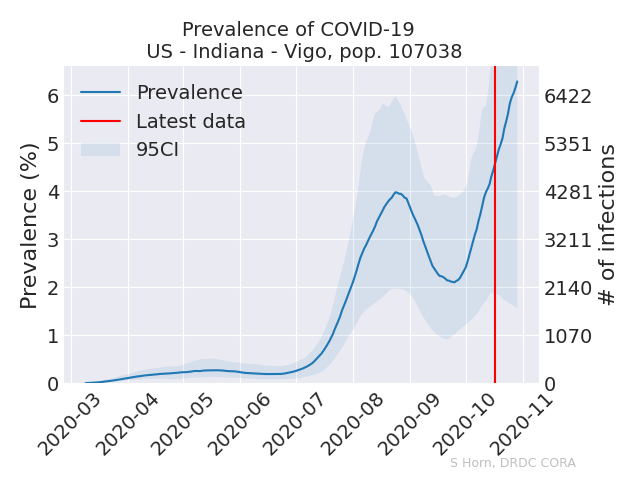 Prevalence of COVID-19
US - Indiana - Vigo, pop. 107038
Prevalence
Latest data
95CI
Prevalence (%)
6
5
4
3
2
1
0
6422
5351
4281
3211
2140
1070
0
# of infections
2020-03
2020-04
2020-05
2020-06
2020-07
2020-08
2020-09
2020-10
2020-11
S Horn, DRDC CORA